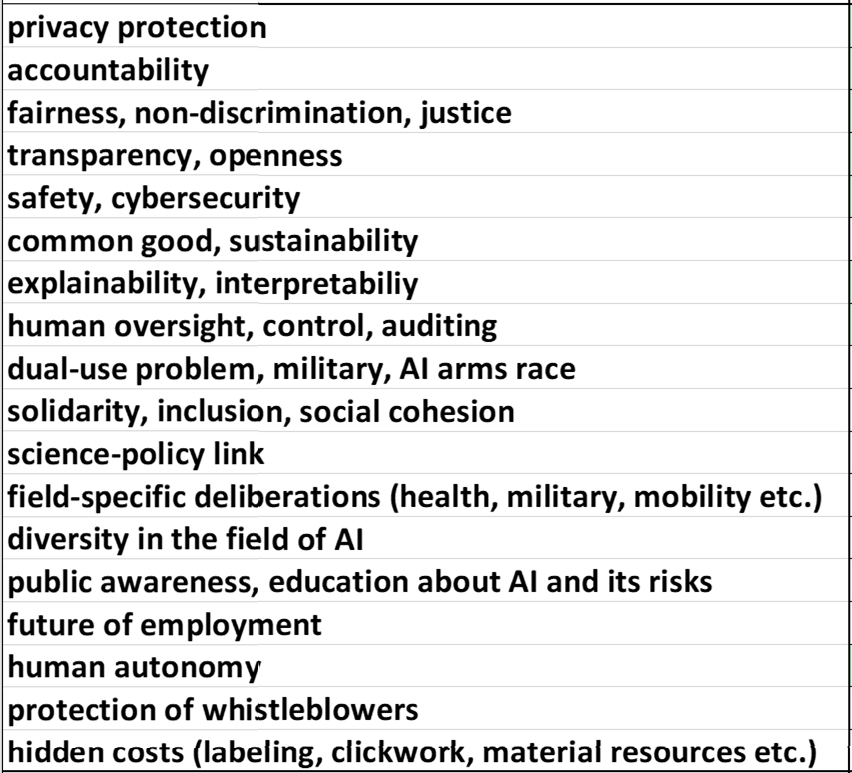 privacy protection
accountability
fairness, non-discrimination, justice
transparency, openness
safety, cybersecurity
common good, sustainability
explainability, interpretabiliy
human oversight, control, auditing
dual-use problem, military, AI arms race
solidarity, inclusion, social cohesion
science-policy link
field-specific deliberations (health, military, mobility etc.)
diversity in the field of AI
public awareness, education about AI and its risks
future of employment
human autonomy
protection of whistleblowers
hidden costs (labeling, clickwork, material resources etc.)